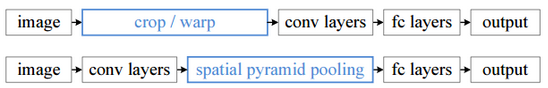 image crop / warp conv layers fc layers output
image conv layers spatial pyramid pooling fc layers output